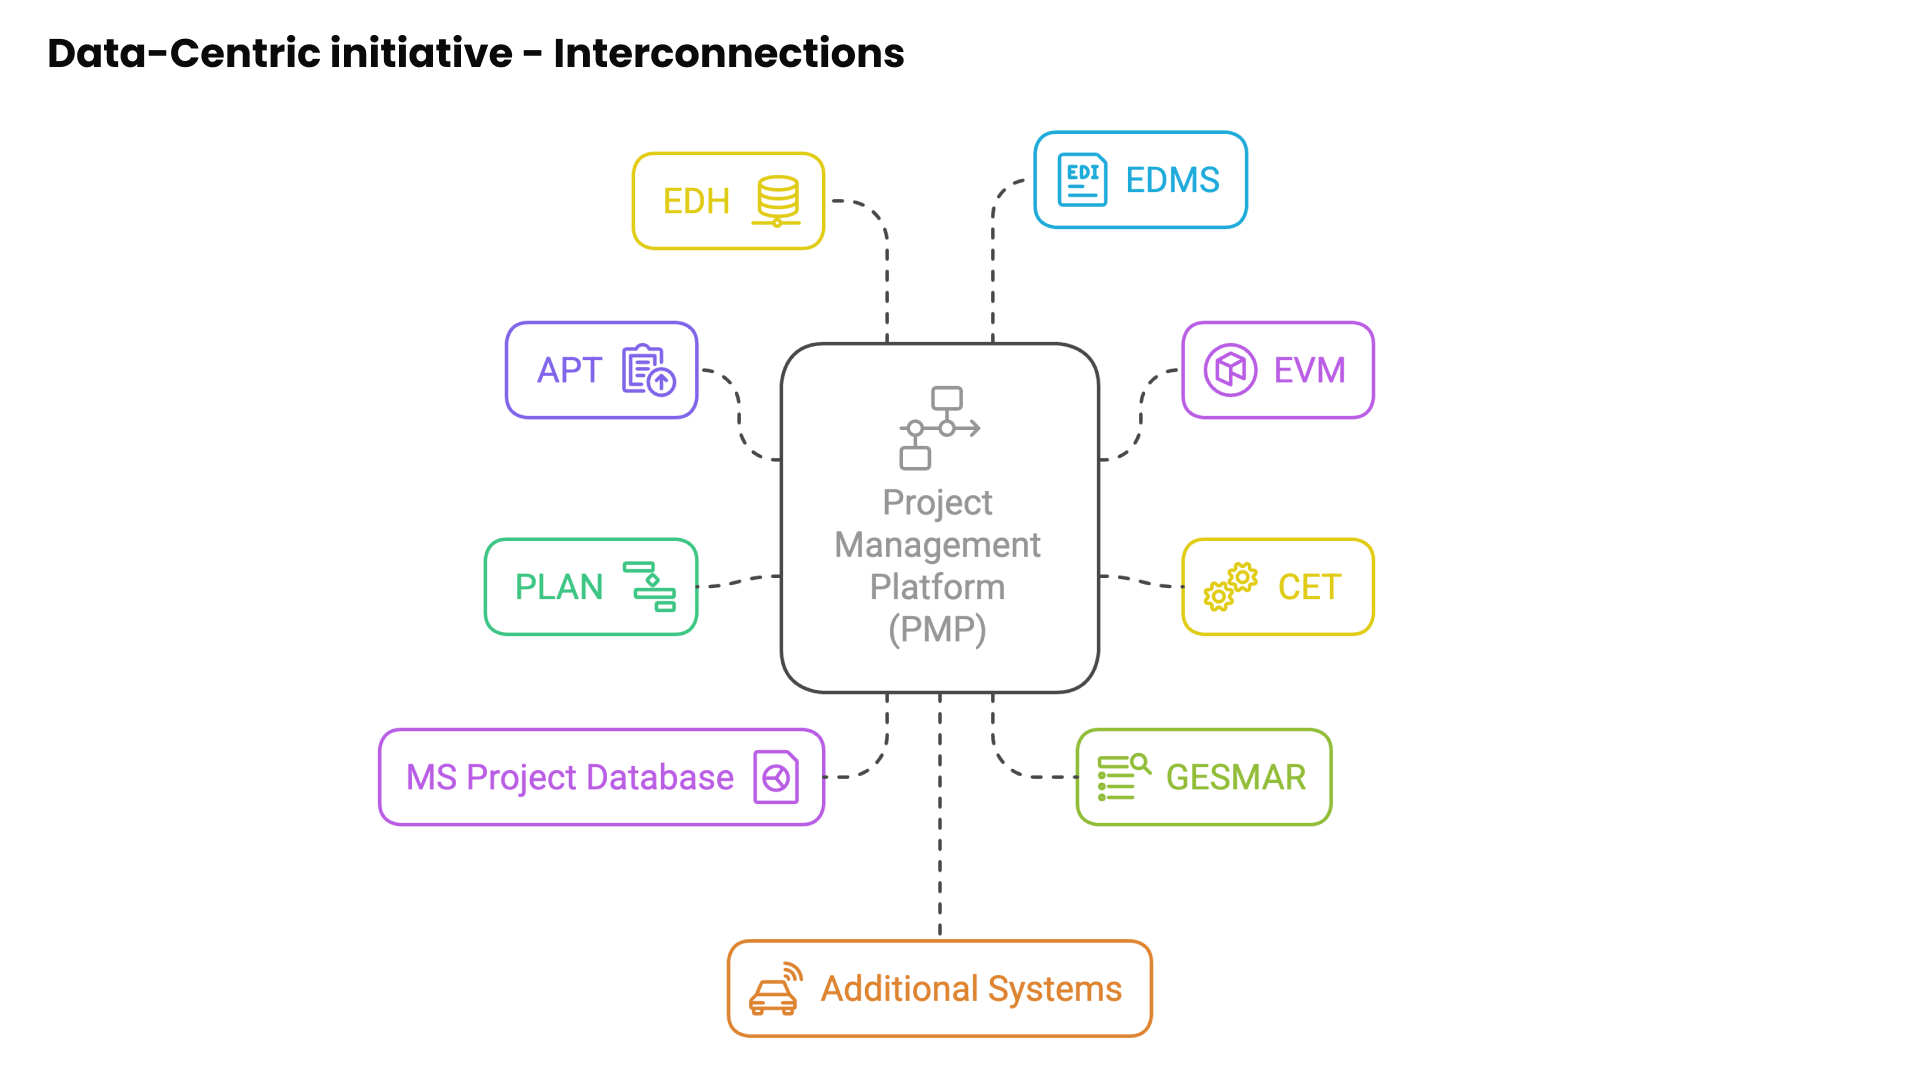 Data-Centric initiative - Interconnections
EDH
EDI
EDMS
APT
EVM
Project
Management
Platform
(PMP)
PLAN
CET
MS Project Database
GESMAR
Additional Systems